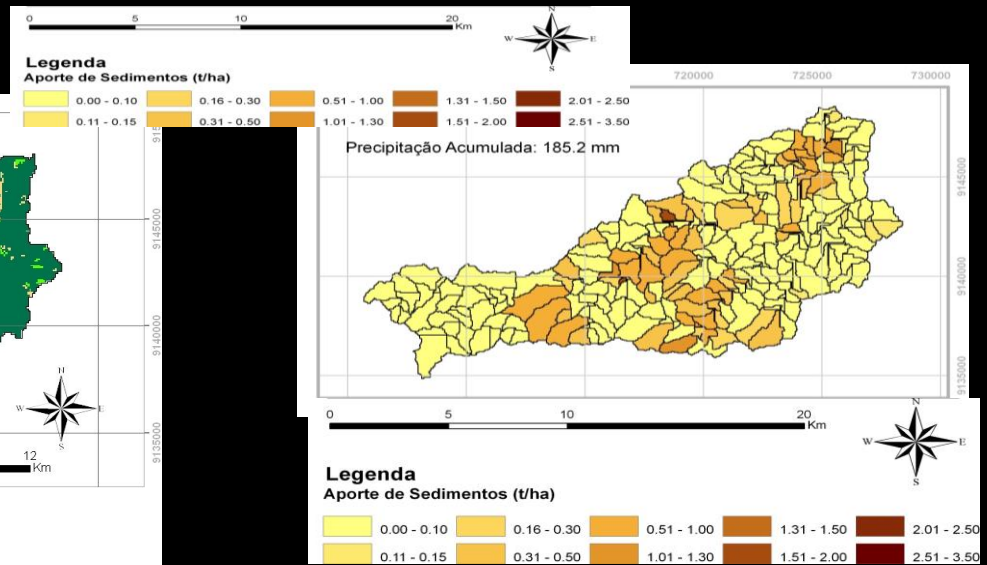 0 5 10 20
Km
N
W E
S
Legenda
Aporte de Sedimentos (t/ha)
0.00 - 0.10 0.16 - 0.30 0.51 - 1.00 1.31 - 1.50 2.01 - 2.50
0.11 - 0.15 0.31 - 0.50 1.01 - 1.30 1.51 - 2.00 2.51 - 3.50
720000 725000 730000
Precipitação Acumulada: 185.2 mm
9145000
9140000
9135000
9145000
9140000
9135000
N
W E
S
12
Km
0 5 10 20
Km
N
W E
S
Legenda
Aporte de Sedimentos (t/ha)
0.00 - 0.10 0.16 - 0.30 0.51 - 1.00 1.31 - 1.50 2.01 - 2.50
0.11 - 0.15 0.31 - 0.50 1.01 - 1.30 1.51 - 2.00 2.51 - 3.50